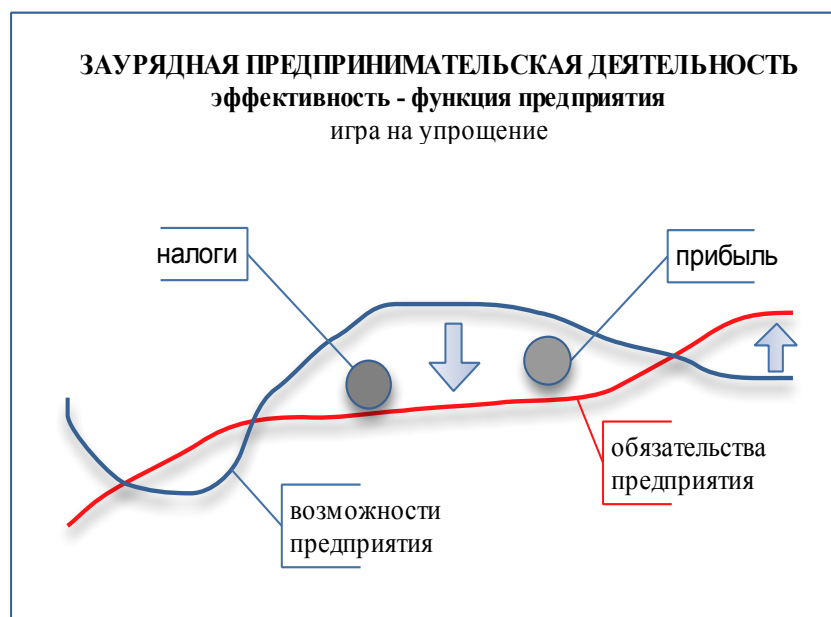 ЗАУРЯДНАЯ ПРЕДПРИНИМАТЕЛЬСКАЯ ДЕЯТЕЛЬНОСТЬ
эффективность - функция предприятия
игра на упрощение
налоги
прибыль
обязательства
предприятия
возможности
предприятия